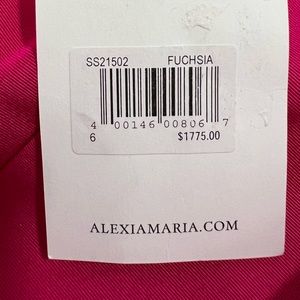 SS21502 FUCHSIA
4 00146 00806 7
6 $1775.00
ALEXIAMARIA.COM